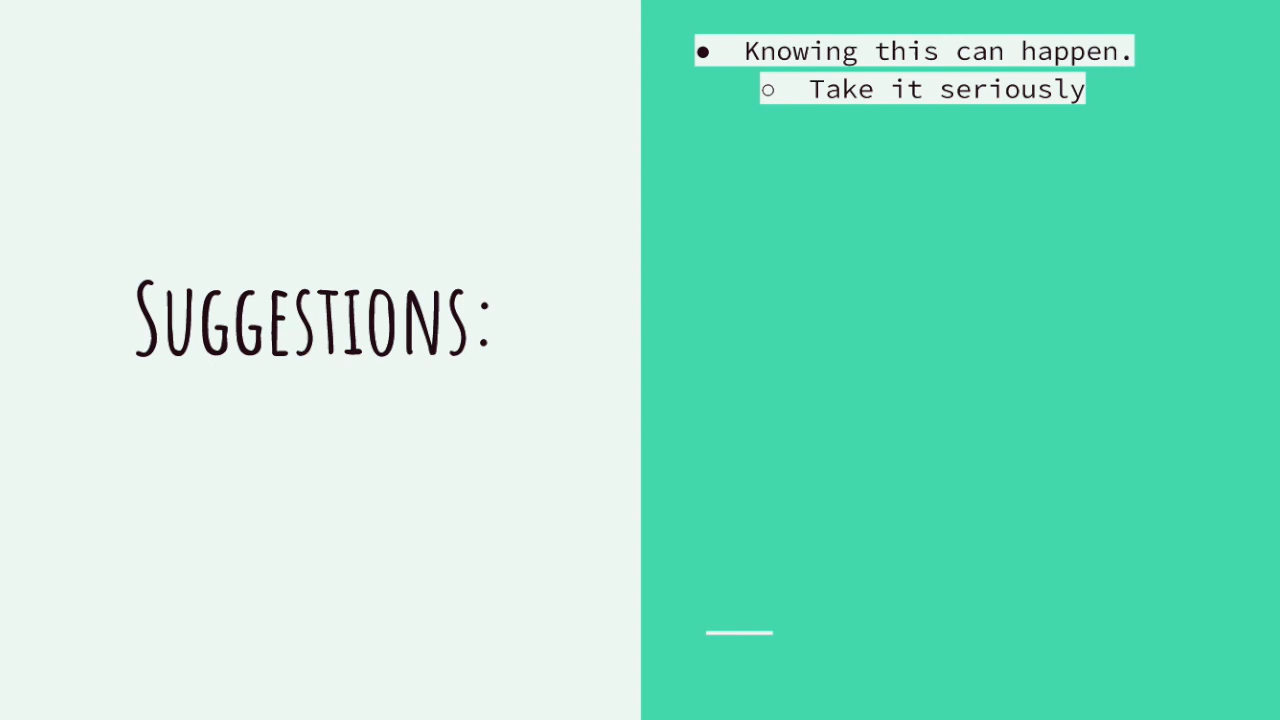 Suggestions:
● Knowing this can happen.
○ Take it seriously